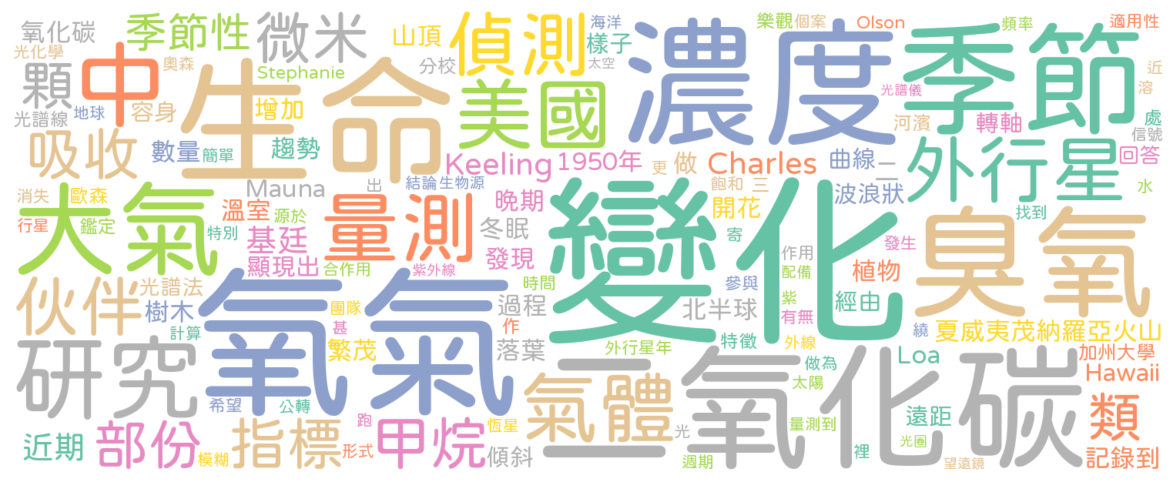 氧化碳 季節性 微米 山頂 偵測 海洋 樣子 太空 樂觀 個案 Olson 頻率 適用性
光化學 奧森 Stephanie 分校 濃度 季節 近
顆 中 生命 美國 光譜儀 溶
光譜線 地球 容身 增加 河濱 轉軸 處 信號
吸收 數量 簡單 趨勢 Keeling 1950年 更 做 Charles 曲線 二 外行星 回答
消失 歐森 Mauna 出 結論 生物源 晚期 飽和 三 波浪狀 水
行星 鑑定 大氣 特別 溫室 源於 量測 冬眠 變化 開花 寄 找到 臭氧
基廷 顯現出 合作用 紫外線 發現 時間 作用 配備 發生 植物
伙伴 光譜法 樹木 計算 團隊 甚 氧氣 過程 作 北半球 參與 紫 有無 經由 繞 夏威夷茂納羅亞火山
研究 繁茂 落葉 外行星年 特徵 外線 做為 太陽 Loa 加州大學 Hawaii
希望 公轉 跑 恆星 氣體 二氧化碳 量測到 遠距 類
近期 部份 模糊 指標 形式 甲烷 傾斜 光 週期 裡 光圈 望遠鏡 記錄到